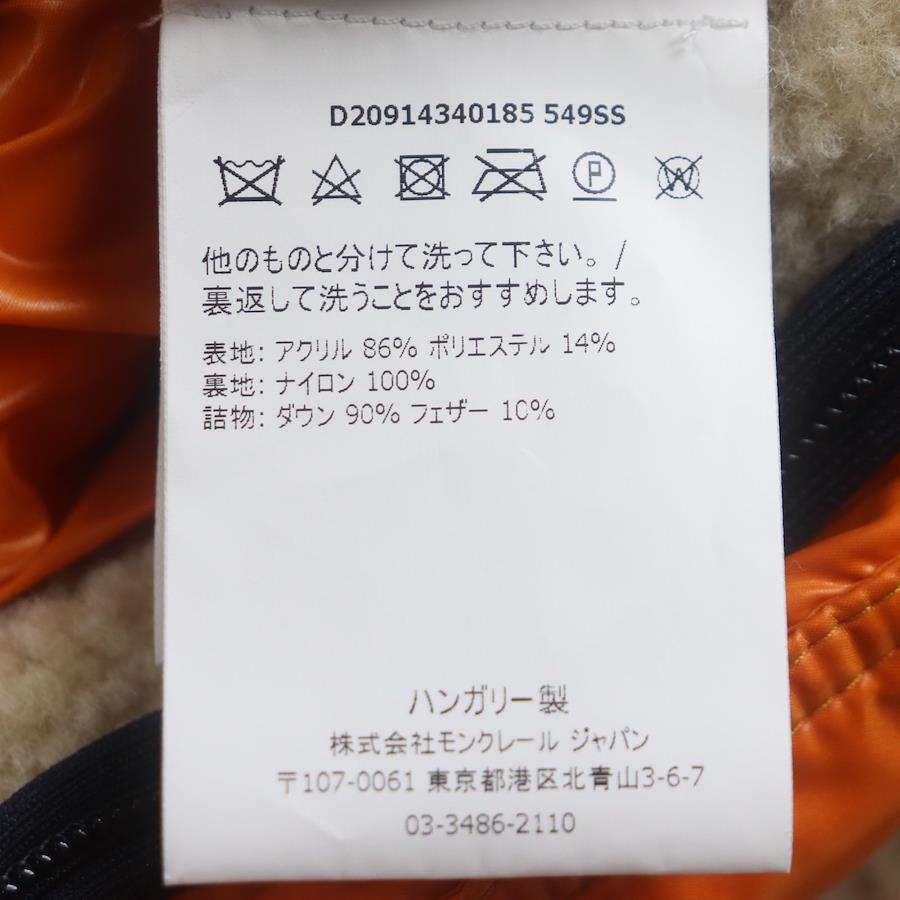 D20914340185 549SS
P W
他のものと分けて洗って下さい。/
裏返して洗うことをおすすめします。
表地: アクリル 86% ポリエステル 14%
裏地: ナイロン 100%
詰物: ダウン 90% フェザー 10%
ハンガリー製
株式会社モンクレール ジャパン
〒107-0061 東京都港区北青山3-6-7
03-3486-2110